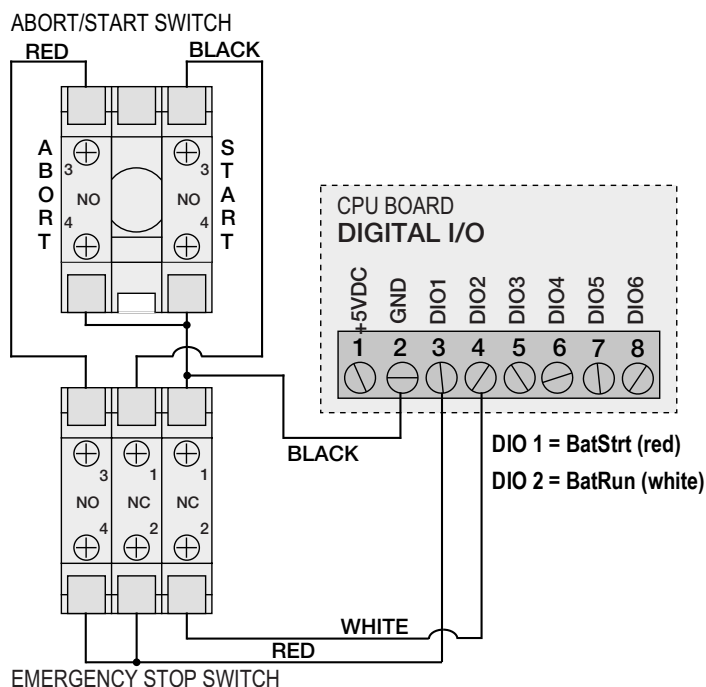 ABORT/START SWITCH
RED
BLACK
ABORT
3
NO
4
3
NO
4
START
CPU BOARD
DIGITAL I/O
+5VDC
GND
DIO1
DIO2
DIO3
DIO4
DIO5
DIO6
1 2 3 4 5 6 7 8
BLACK
DIO 1 = BatStrt (red)
DIO 2 = BatRun (white)
3
NO
4
1
NC
2
1
NC
2
WHITE
RED
EMERGENCY STOP SWITCH